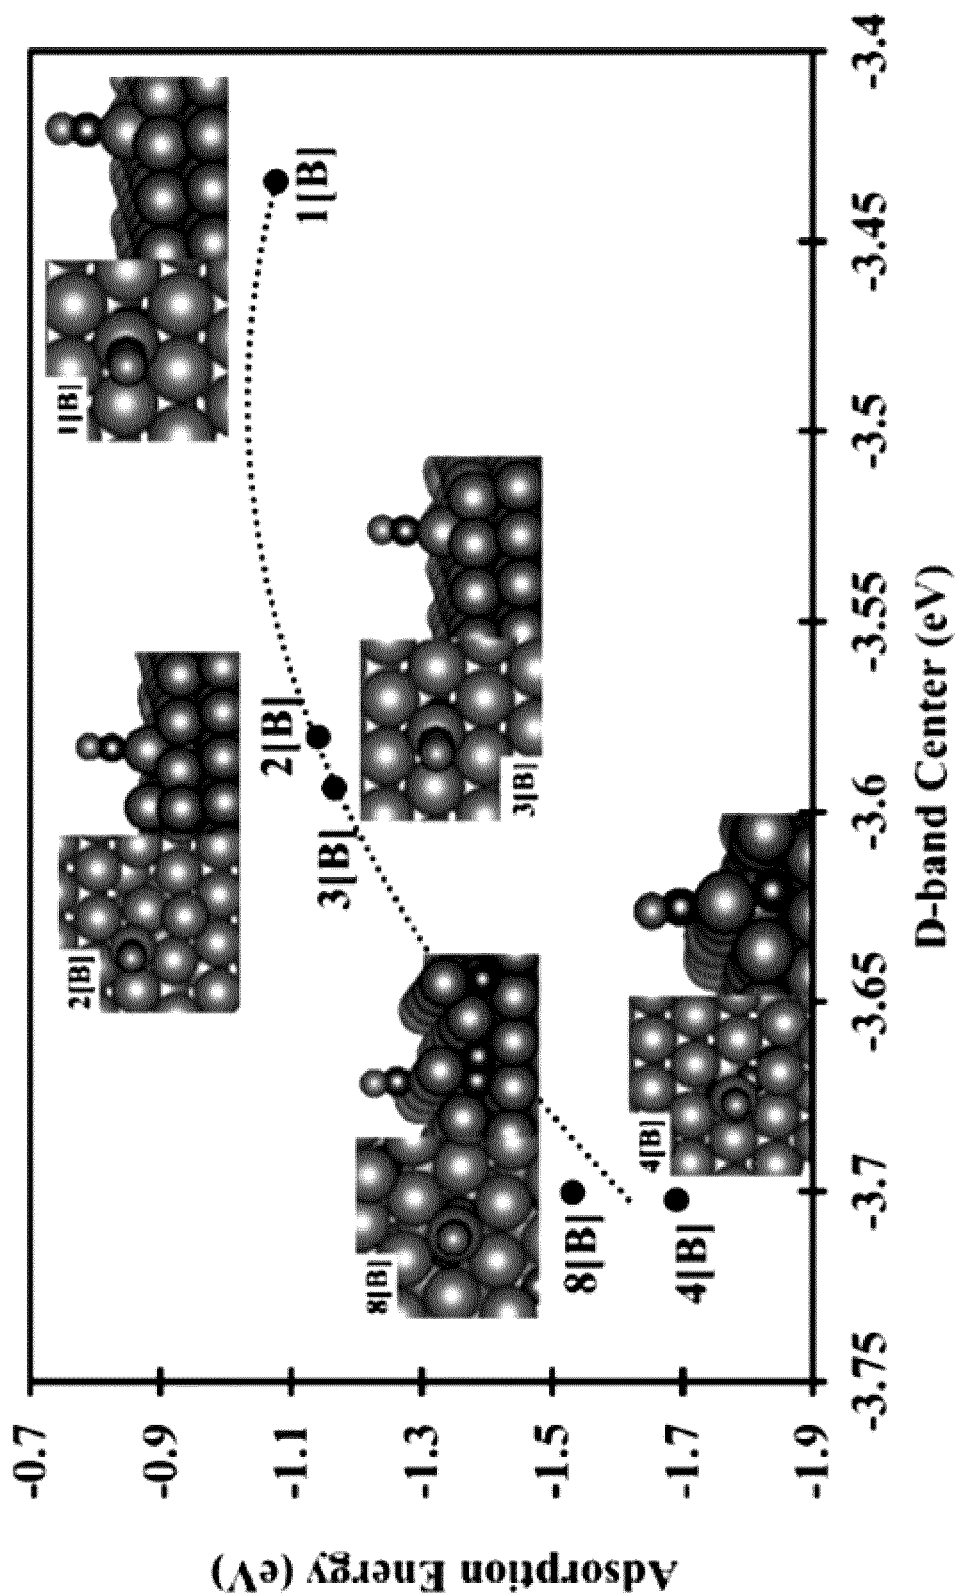 Adsorption Energy (eV)
-0.7
-0.9
-1.1
-1.3
-1.5
-1.7
-1.9
-3.75
-3.7
-3.65
-3.6
-3.55
-3.5
-3.45
-3.4
D-band Center (eV)
1[B]
2[B]
8[B]
3[B]
4[B]
1[B]
2[B]
3[B]
8[B]
4[B]